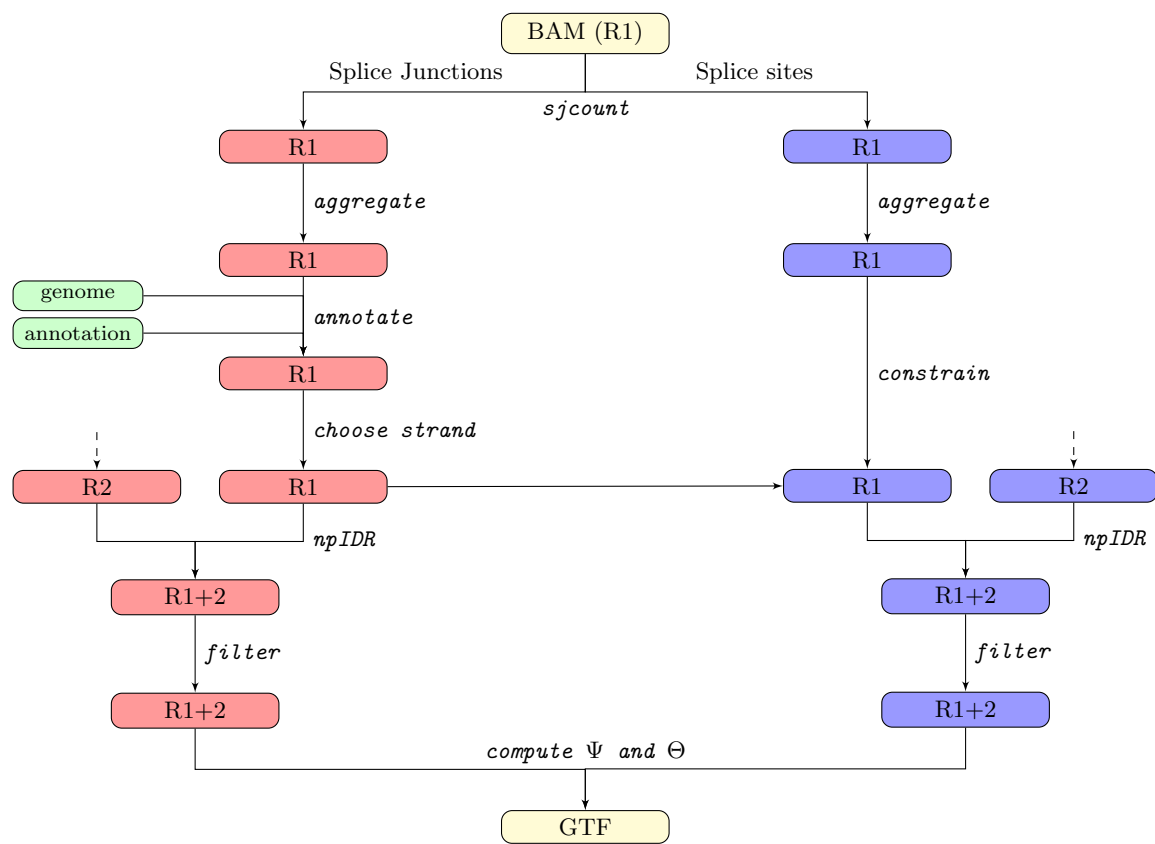 BAM (R1)
Splice Junctions
Splice sites
sjcount
R1
R1
aggregate
aggregate
R1
R1
genome
annotation
annotate
R1
constrain
choose strand
R2
R1
R1
R2
npIDR
npIDR
R1+2
R1+2
filter
filter
R1+2
R1+2
compute Ψ and Θ
GTF